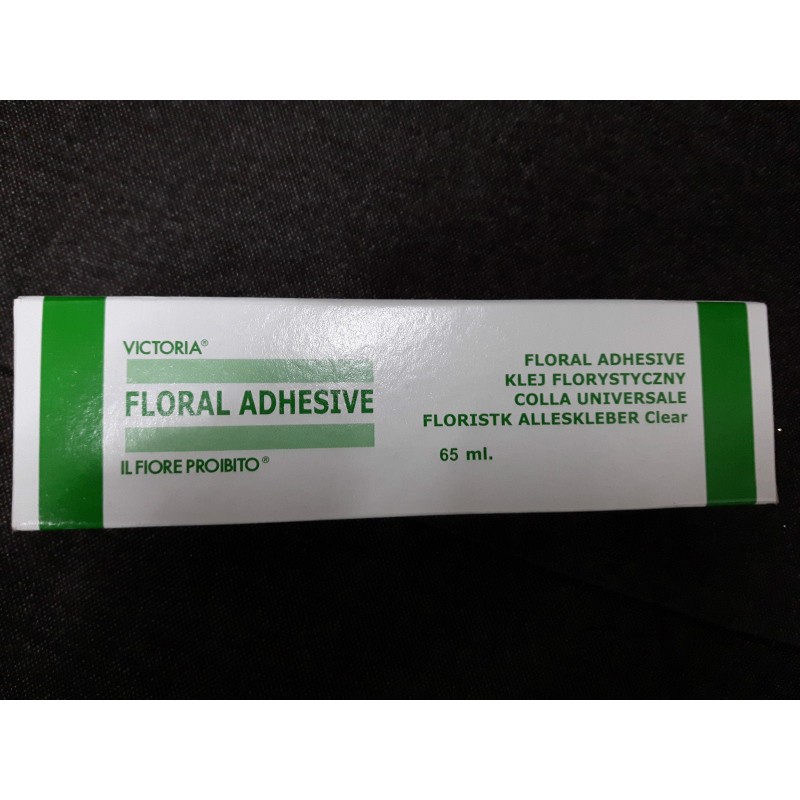 VICTORIA®
FLORAL ADHESIVE
IL FIORE PROIBITO®
FLORAL ADHESIVE
KLEJ FLORYSTYCZNY
COLLA UNIVERSALE
FLORISTK ALLESKLEBER Clear
65 ml.